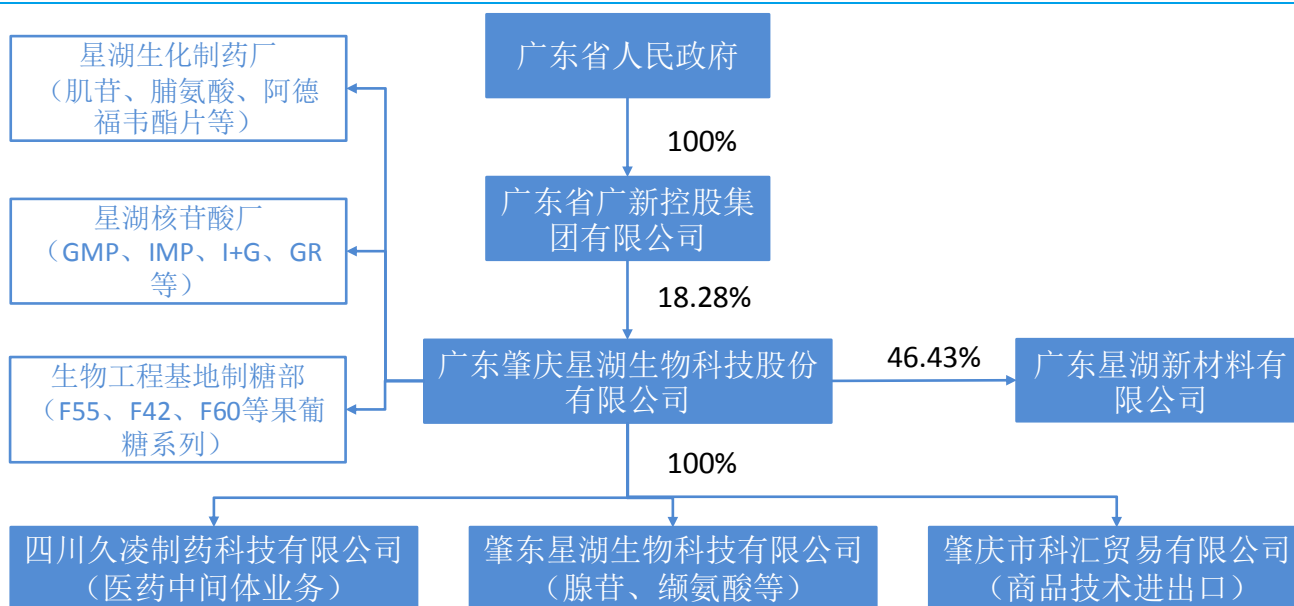 星湖生化制药厂
（肌苷、脯氨酸、阿德
福韦酯片等）
广东省人民政府
100%
广东省广新控股集
团有限公司
星湖核苷酸厂
（GMP、IMP、I+G、GR
等）
18.28%
广东肇庆星湖生物科技股份
有限公司
46.43%
广东星湖新材料有
限公司
生物工程基地制糖部
（F55、F42、F60等果葡
糖系列）
100%
四川久凌制药科技有限公司
（医药中间体业务）
肇东星湖生物科技有限公司
（腺苷、缬氨酸等）
肇庆市科汇贸易有限公司
（商品技术进出口）